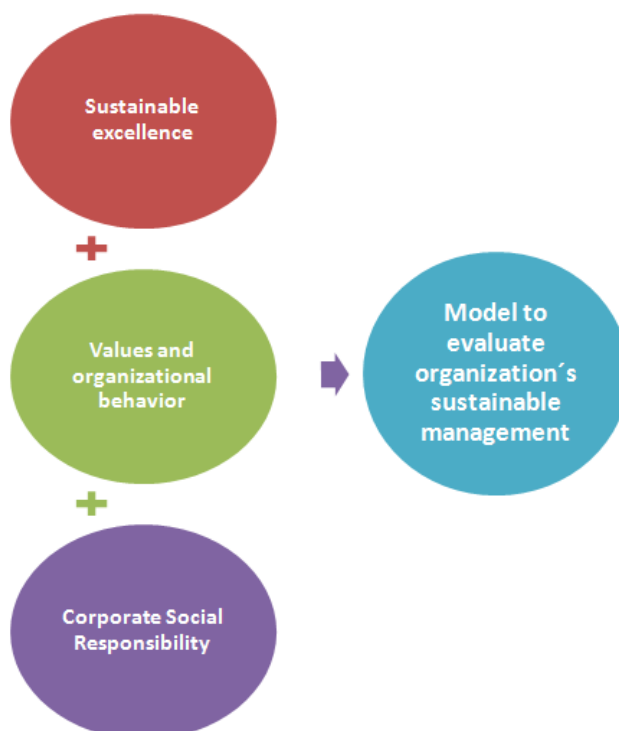 Sustainable
excellence
+
Values and
organizational
behavior
+
Corporate Social
Responsibility
Model to
evaluate
organization´s
sustainable
management